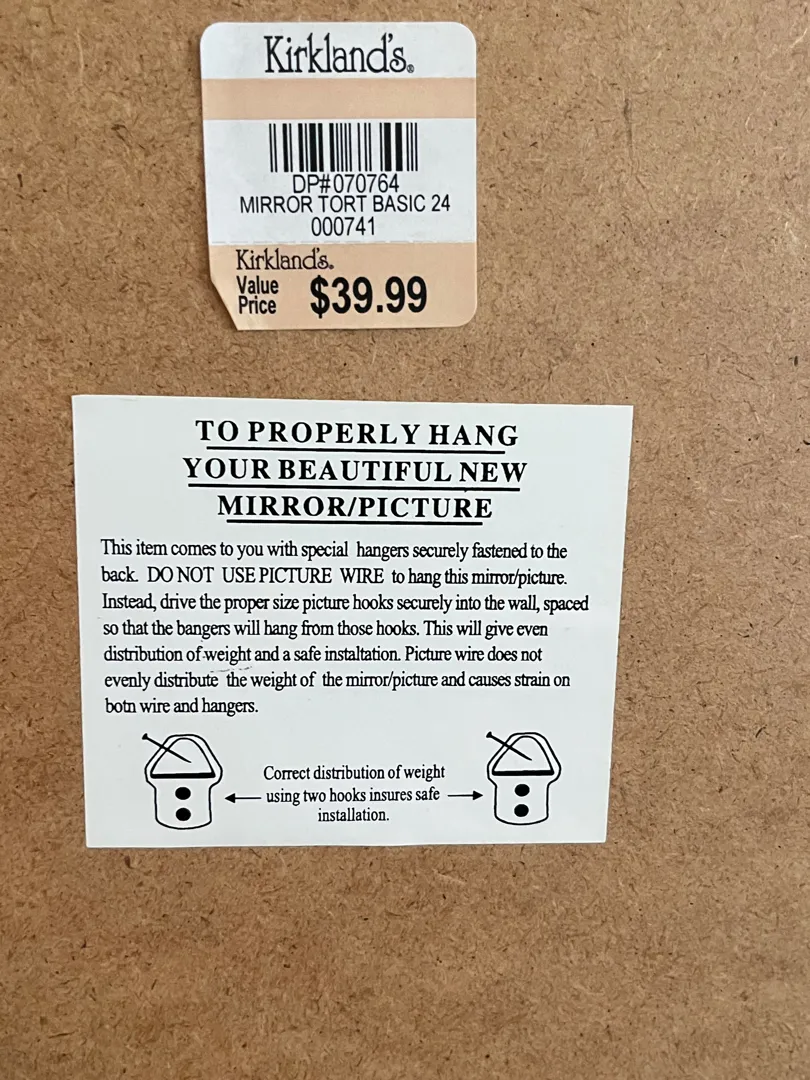 Kirkland's®
DP#070764
MIRROR TORT BASIC 24
000741
Kirkland's®
Value
Price $39.99
TO PROPERLY HANG
YOUR BEAUTIFUL NEW
MIRROR/PICTURE
This item comes to you with special hangers securely fastened to the
back. DO NOT USE PICTURE WIRE to hang this mirror/picture.
Instead, drive the proper size picture hooks securely into the wall, spaced
so that the bangers will hang from those hooks. This will give even
distribution of weight and a safe instaltation. Picture wire does not
evenly distribute the weight of the mirror/picture and causes strain on
botn wire and hangers.
Correct distribution of weight
using two hooks insures safe
installation.